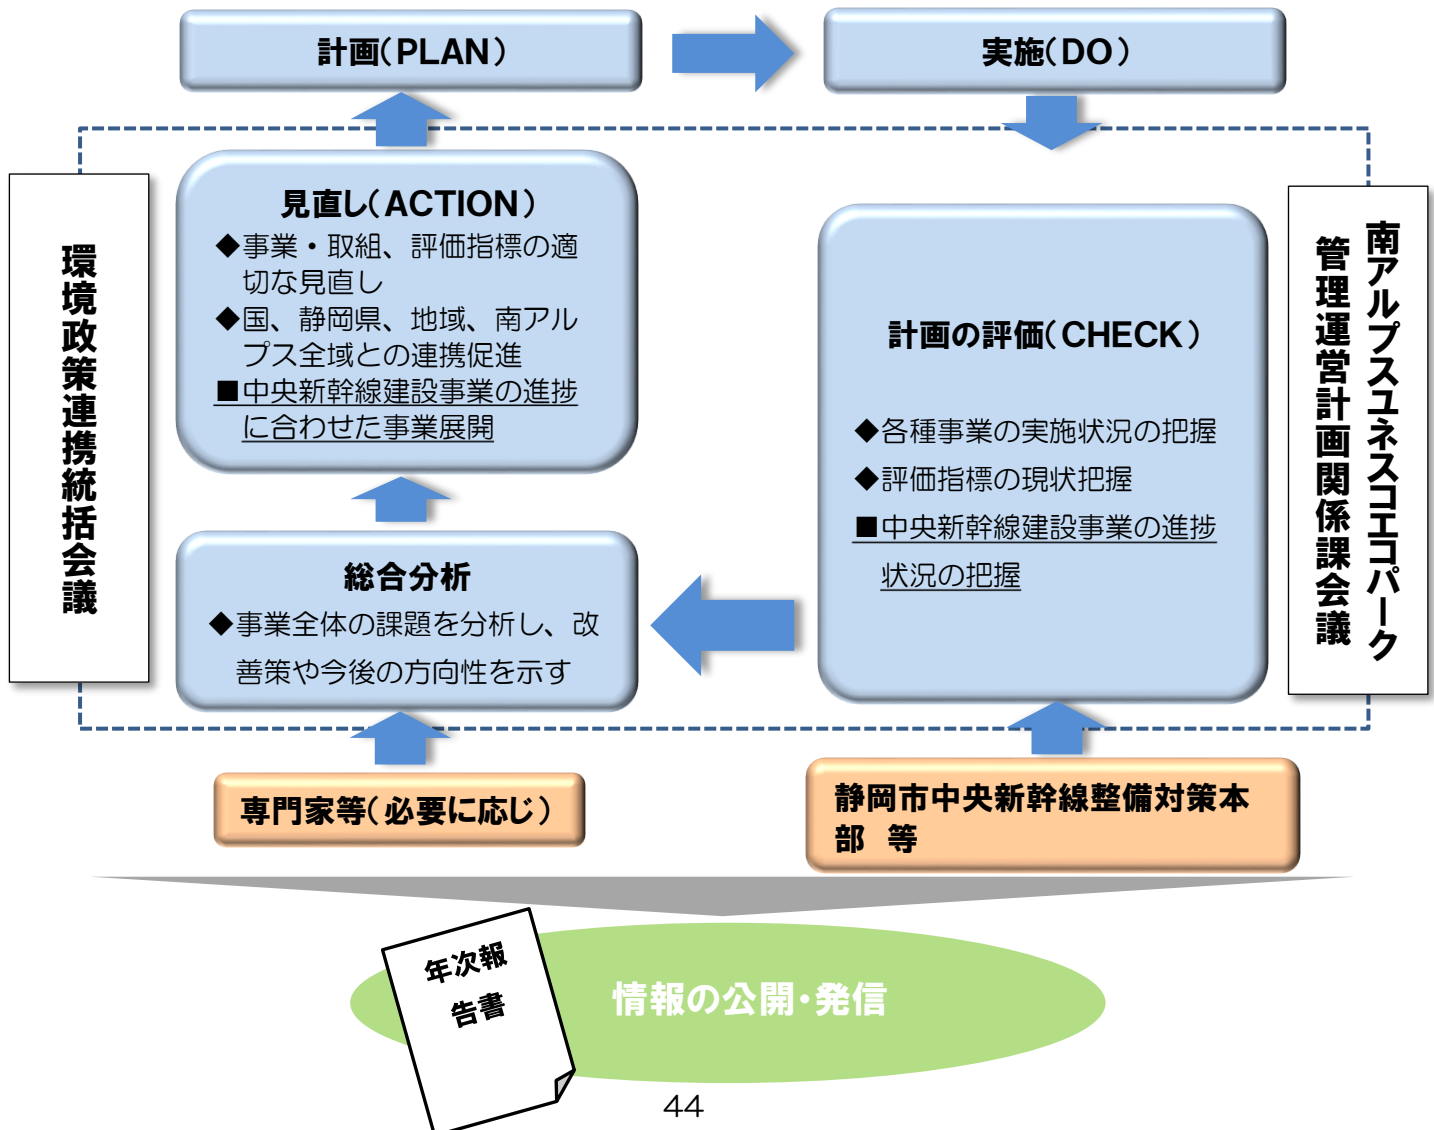 計画(PLAN)
実施(DO)
見直し(ACTION)
◆事業・取組、評価指標の適
切な見直し
◆国、静岡県、地域、南アル
プス全域との連携促進
■中央新幹線建設事業の進捗
に合わせた事業展開
環境政策連携統括会議
計画の評価(CHECK)
◆各種事業の実施状況の把握
◆評価指標の現状把握
■中央新幹線建設事業の進捗
状況の把握
南アルプスユネスコエコパーク
管理運営計画関係課会議
総合分析
◆事業全体の課題を分析し、改
善策や今後の方向性を示す
専門家等(必要に応じ)
静岡市中央新幹線整備対策本
部 等
年次報
告書
情報の公開・発信
44